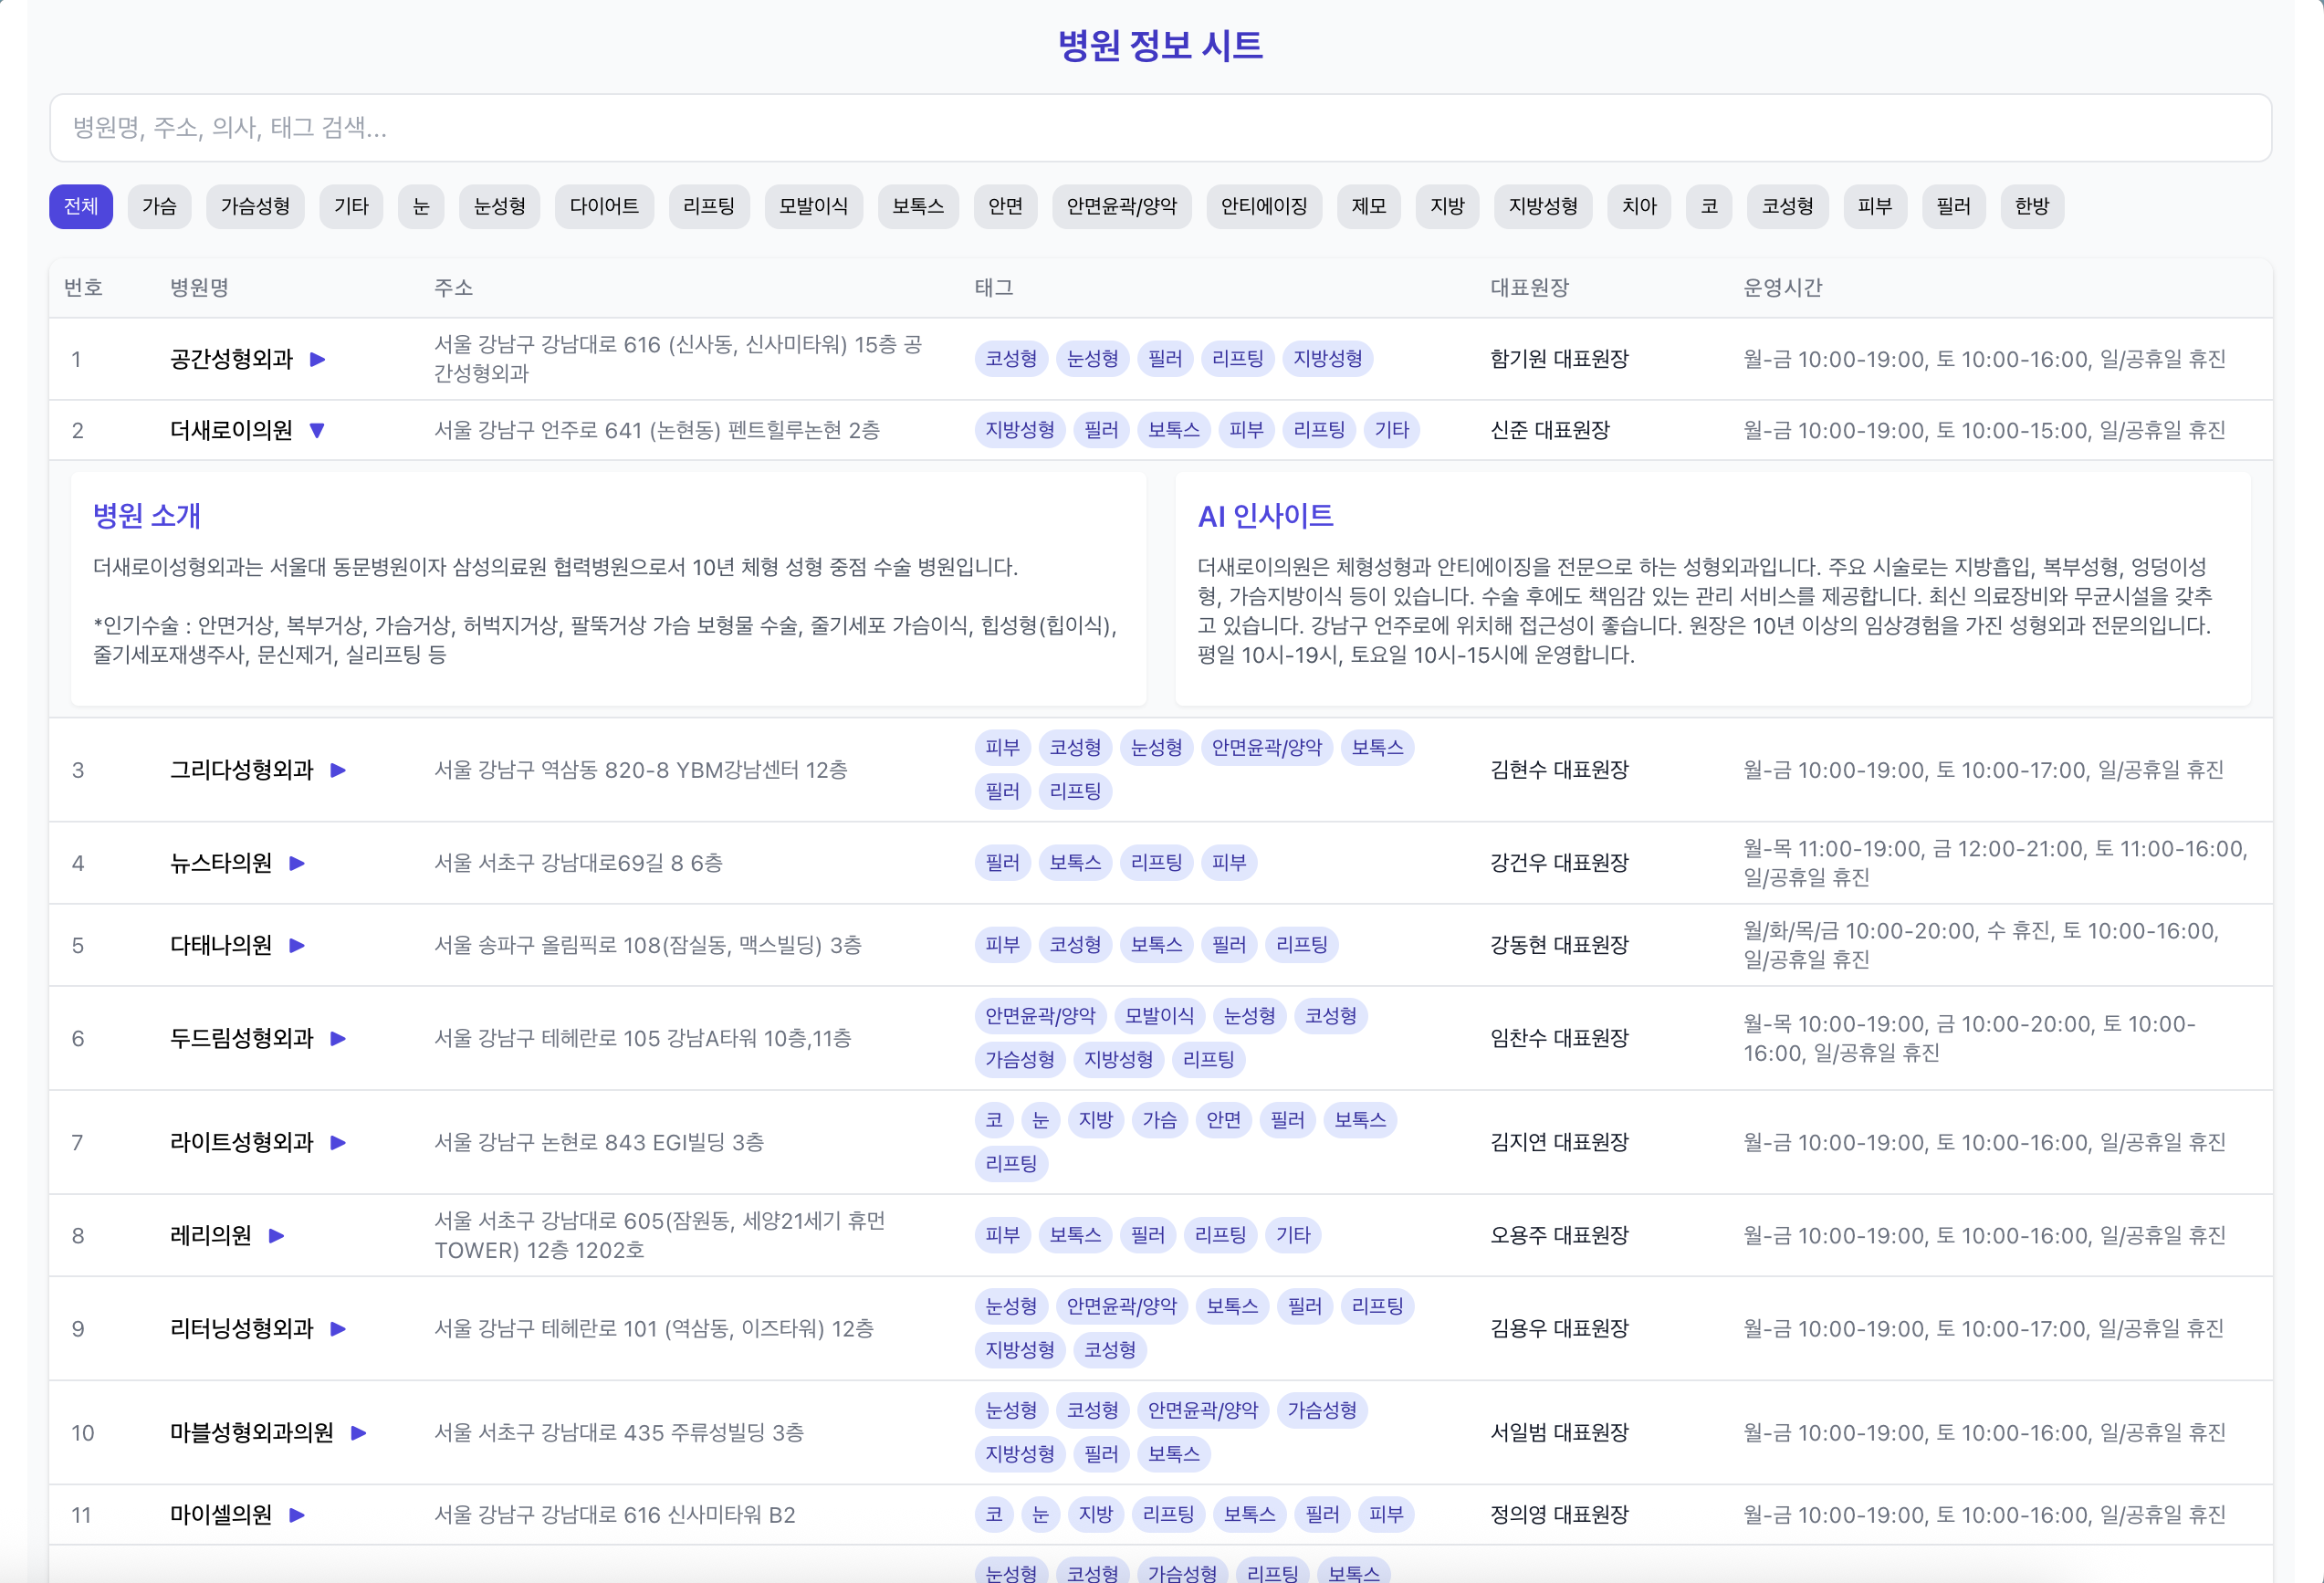 병원 정보 시트
병원명, 주소, 의사, 태그 검색...
전체 가슴 가슴성형 기타 눈 눈성형 다이어트 리프팅 모발이식 보톡스 안면 안면윤곽/양악 안티에이징 제모 지방 지방성형 치아 코 코성형 피부 필러 한방
번호 병원명 주소 태그 대표원장 운영시간
1 공간성형외과 ▶ 서울 강남구 강남대로 616 (신사동, 신사미타워) 15층 공
간성형외과
코성형 눈성형 필러 리프팅 지방성형 함기원 대표원장 월-금 10:00-19:00, 토 10:00-16:00, 일/공휴일 휴진
2 더새로이의원 ▼ 서울 강남구 언주로 641 (논현동) 펜트힐루논현 2층 지방성형 필러 보톡스 피부 리프팅 기타 신준 대표원장 월-금 10:00-19:00, 토 10:00-15:00, 일/공휴일 휴진
병원 소개
더새로이성형외과는 서울대 동문병원이자 삼성의료원 협력병원으로서 10년 체형 성형 중점 수술 병원입니다.
*인기수술 : 안면거상, 복부거상, 가슴거상, 허벅지거상, 팔뚝거상 가슴 보형물 수술, 줄기세포 가슴이식, 힙성형(힙이식),
줄기세포재생주사, 문신제거, 실리프팅 등
AI 인사이트
더새로이의원은 체형성형과 안티에이징을 전문으로 하는 성형외과입니다. 주요 시술로는 지방흡입, 복부성형, 엉덩이성
형, 가슴지방이식 등이 있습니다. 수술 후에도 책임감 있는 관리 서비스를 제공합니다. 최신 의료장비와 무균시설을 갖추
고 있습니다. 강남구 언주로에 위치해 접근성이 좋습니다. 원장은 10년 이상의 임상경험을 가진 성형외과 전문의입니다.
평일 10시-19시, 토요일 10시-15시에 운영합니다.
3 그리다성형외과 ▶ 서울 강남구 역삼동 820-8 YBM강남센터 12층 피부 코성형 눈성형 안면윤곽/양악 보톡스
필러 리프팅
김현수 대표원장 월-금 10:00-19:00, 토 10:00-17:00, 일/공휴일 휴진
4 뉴스타의원 ▶ 서울 서초구 강남대로69길 8 6층 필러 보톡스 리프팅 피부 강건우 대표원장 월-목 11:00-19:00, 금 12:00-21:00, 토 11:00-16:00,
일/공휴일 휴진
5 다태나의원 ▶ 서울 송파구 올림픽로 108(잠실동, 맥스빌딩) 3층 피부 코성형 보톡스 필러 리프팅 강동현 대표원장 월/화/목/금 10:00-20:00, 수 휴진, 토 10:00-16:00,
일/공휴일 휴진
6 두드림성형외과 ▶ 서울 강남구 테헤란로 105 강남A타워 10층,11층 안면윤곽/양악 모발이식 눈성형 코성형
가슴성형 지방성형 리프팅
임찬수 대표원장 월-목 10:00-19:00, 금 10:00-20:00, 토 10:00-
16:00, 일/공휴일 휴진
7 라이트성형외과 ▶ 서울 강남구 논현로 843 EGI빌딩 3층 코 눈 지방 가슴 안면 필러 보톡스
리프팅
김지연 대표원장 월-금 10:00-19:00, 토 10:00-16:00, 일/공휴일 휴진
8 레리의원 ▶ 서울 서초구 강남대로 605(잠원동, 세양21세기 휴먼
TOWER) 12층 1202호
피부 보톡스 필러 리프팅 기타 오용주 대표원장 월-금 10:00-19:00, 토 10:00-16:00, 일/공휴일 휴진
9 리터닝성형외과 ▶ 서울 강남구 테헤란로 101 (역삼동, 이즈타워) 12층 눈성형 안면윤곽/양악 보톡스 필러 리프팅
지방성형 코성형
김용우 대표원장 월-금 10:00-19:00, 토 10:00-17:00, 일/공휴일 휴진
10 마블성형외과의원 ▶ 서울 서초구 강남대로 435 주류성빌딩 3층 눈성형 코성형 안면윤곽/양악 가슴성형
지방성형 필러 보톡스
서일범 대표원장 월-금 10:00-19:00, 토 10:00-16:00, 일/공휴일 휴진
11 마이셀의원 ▶ 서울 강남구 강남대로 616 신사미타워 B2 코 눈 지방 리프팅 보톡스 필러 피부 정의영 대표원장 월-금 10:00-19:00, 토 10:00-16:00, 일/공휴일 휴진
눈성형 코성형 가슴성형 리프팅 보톡스